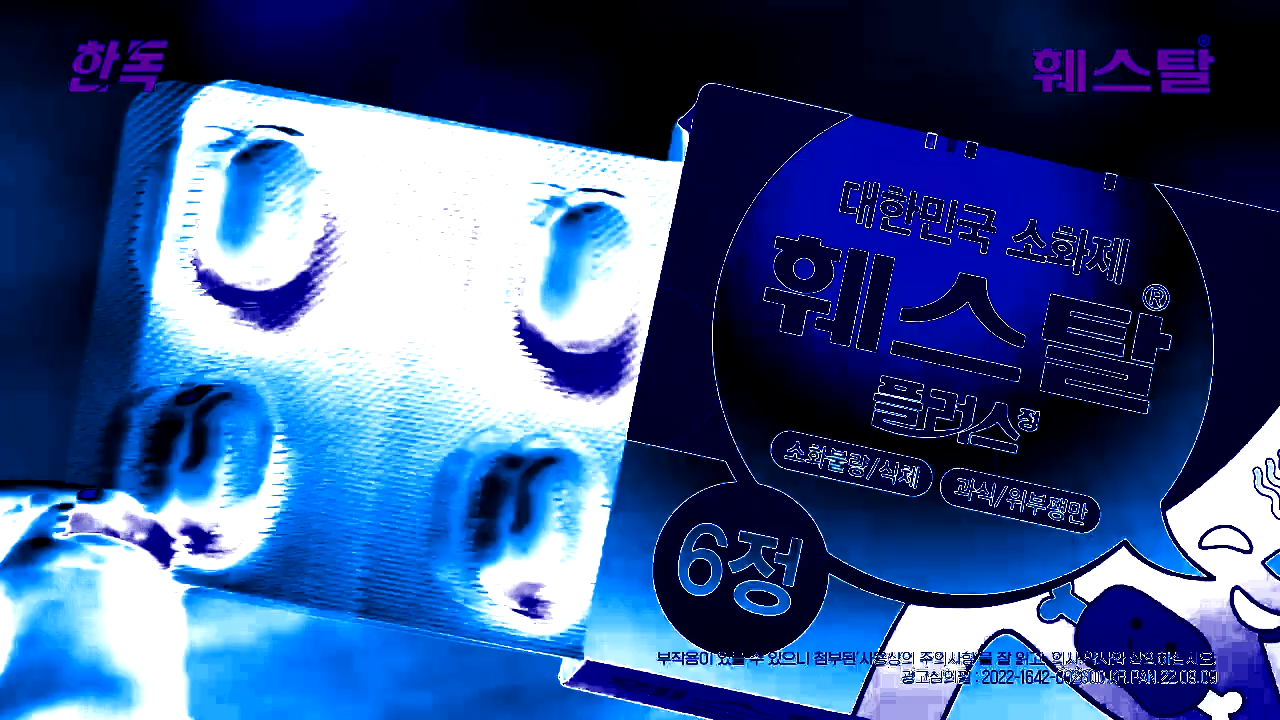 한독
훼스탈®
대한민국 소화제
훼스탈®
플러스정
소화불량/식체
과식/위부팽만
6정
부작용이 있을 수 있으니 첨부된 '사용상의 주의사항'을 잘 읽고, 의사·약사와 상의하십시오.
광고심의필 : 2022-1642-